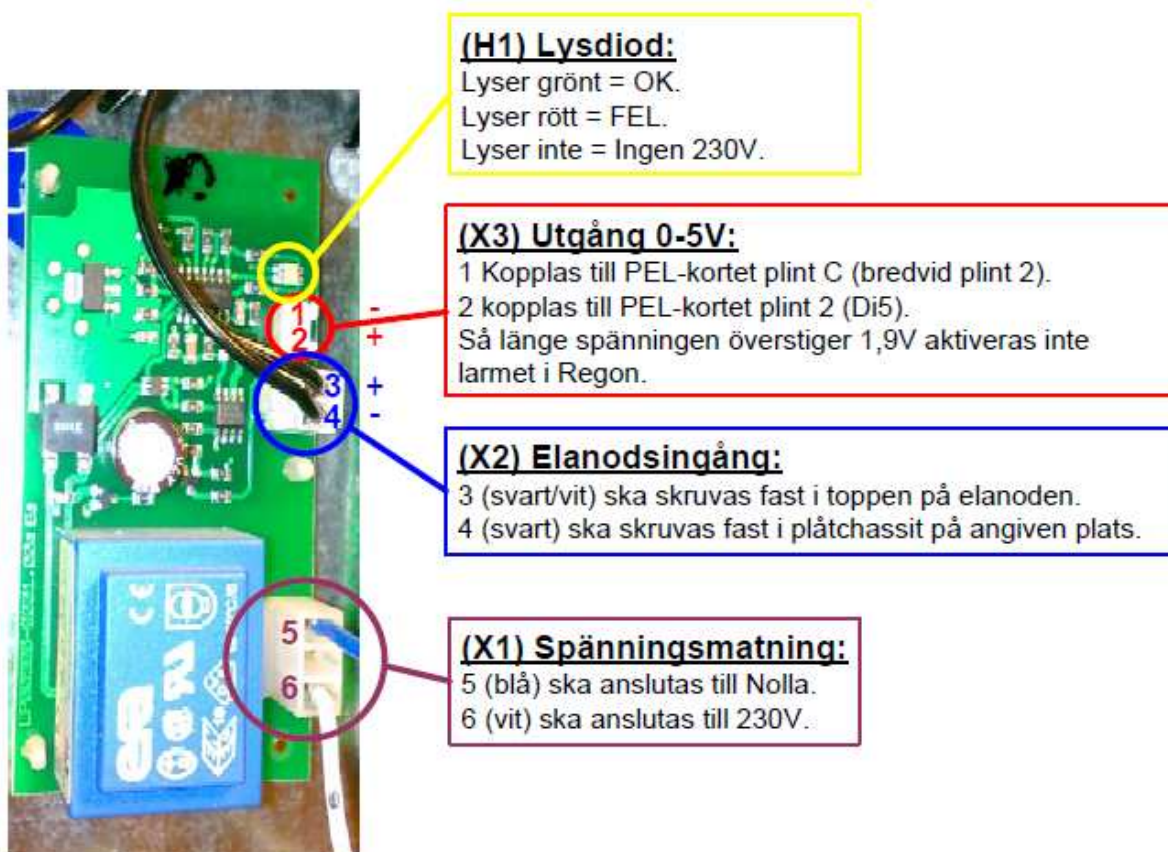 (H1) Lysdiod:
Lyser grönt = OK.
Lyser rött = FEL.
Lyser inte = Ingen 230V.
(X3) Utgång 0-5V:
1 Kopplas till PEL-kortet plint C (bredvid plint 2).
2 kopplas till PEL-kortet plint 2 (Di5).
Så länge spänningen överstiger 1,9V aktiveras inte
larmet i Regon.
1 -
2 +
3 +
4 -
(X2) Elanodsingång:
3 (svart/vit) ska skruvas fast i toppen på elanoden.
4 (svart) ska skruvas fast i plåtchassit på angiven plats.
5
6
(X1) Spänningsmatning:
5 (blå) ska anslutas till Nolla.
6 (vit) ska anslutas till 230V.
CE